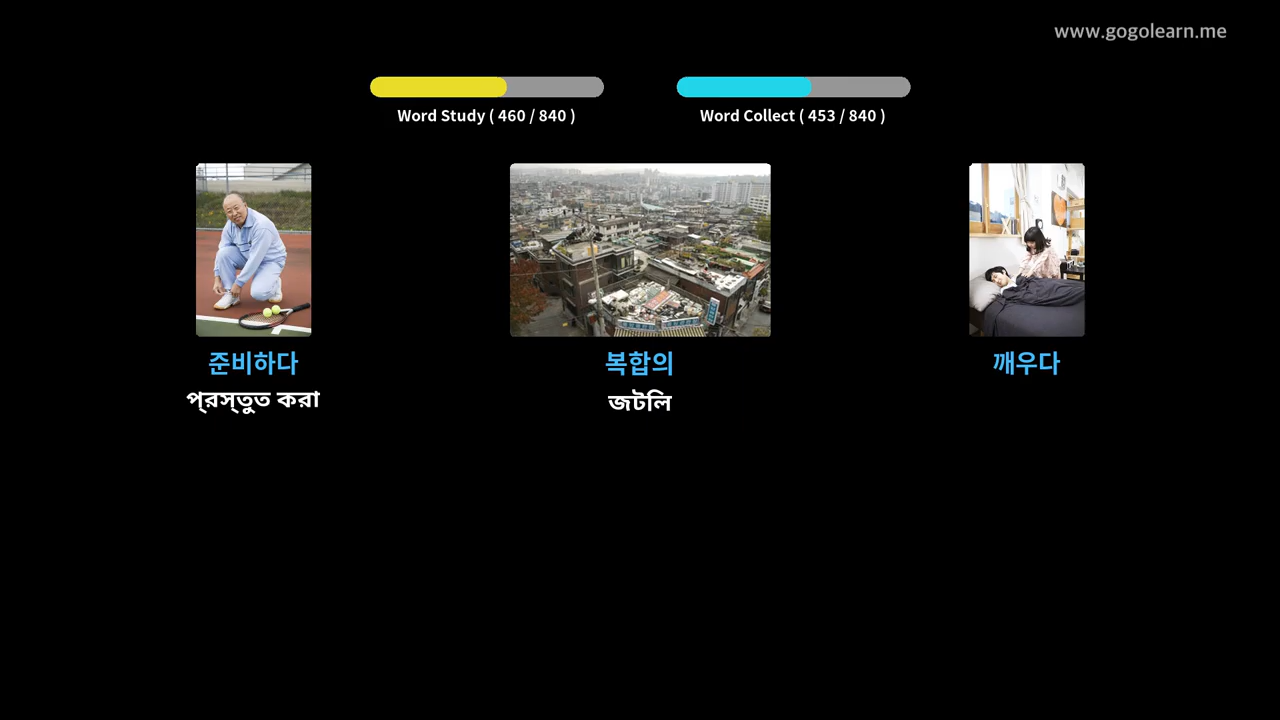 www.gogolearn.me
Word Study ( 460 / 840 )
Word Collect ( 453 / 840 )
준비하다
복합의
깨우다
প্রস্তুত করা
জটলি